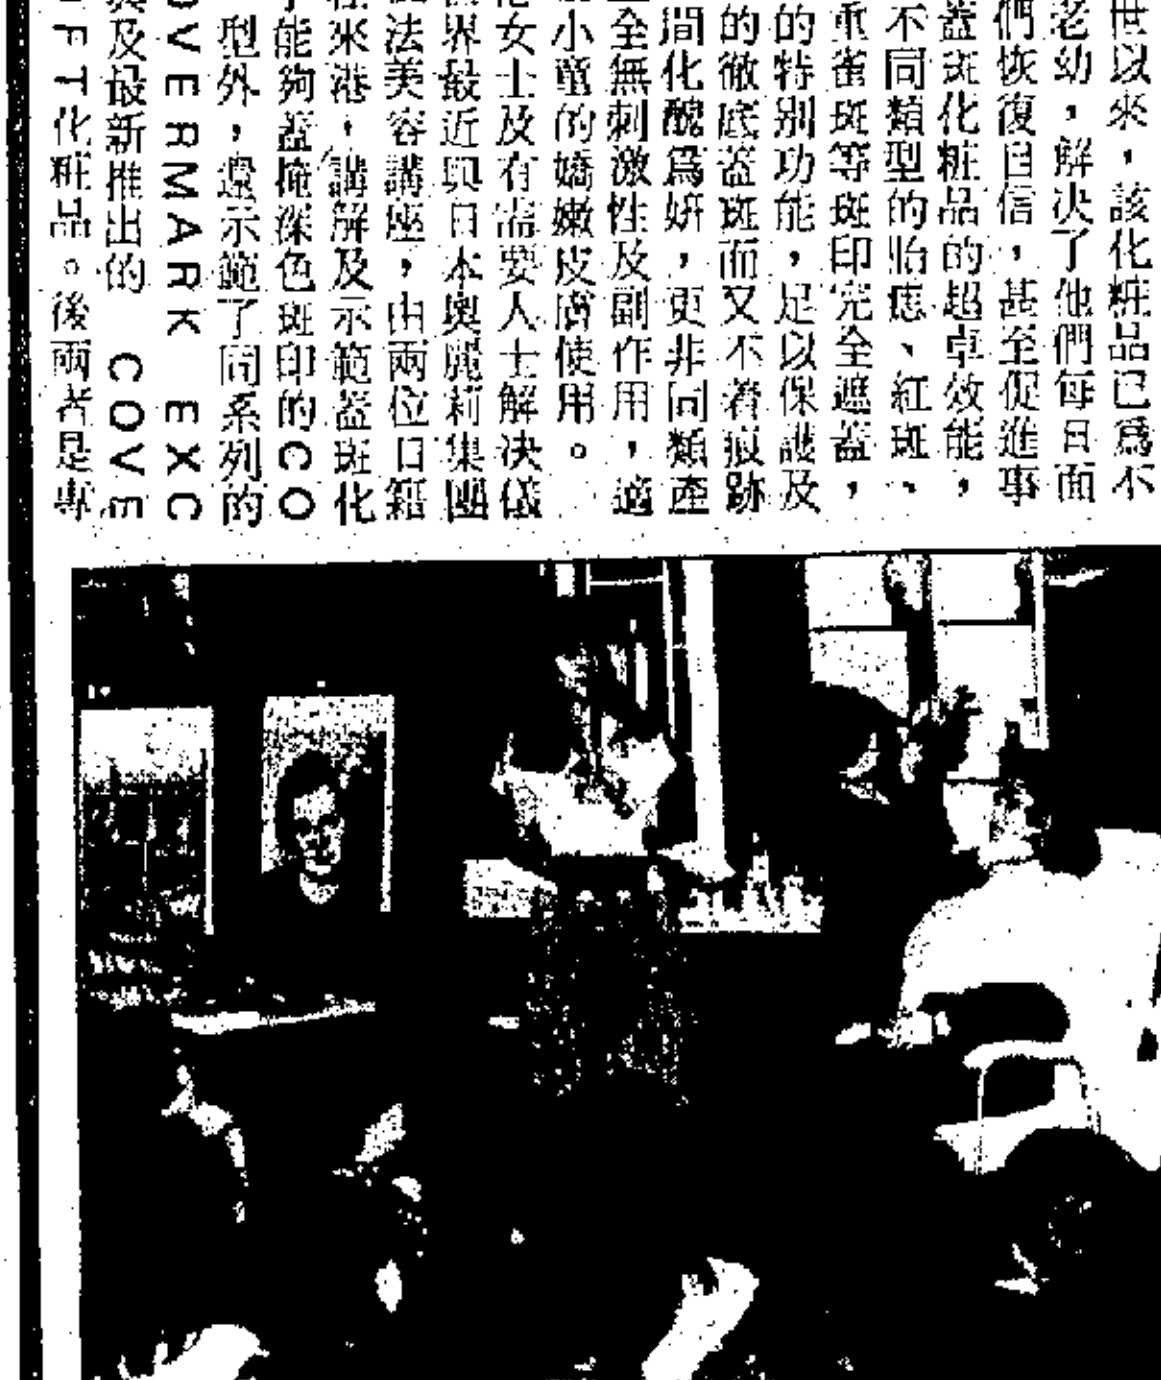 世以來，該化粧品已爲不
老幼，解決了他們每日面
們恢復自信，甚至促進事
蓋斑化粧品的超卓效能，
不同類型的胎痣、紅斑、
重雀斑等斑印完全遮蓋，
的特別功能，足以保護及
的徹底蓋斑而又不着痕跡
間化醜爲妍，更非同類產
全無刺激性及副作用，適
小童的嬌嫩皮膚使用。
女士及有需要人士解決儀
界最近與日本奧麗莉集團
法美容講座，由兩位日籍
來港，講解及示範蓋斑化
能夠蓋掩深色斑印的CO
型外，還示範了同系列的
OVERMARK EXC
及最新推出的 COVE
FT化粧品。後兩者是專